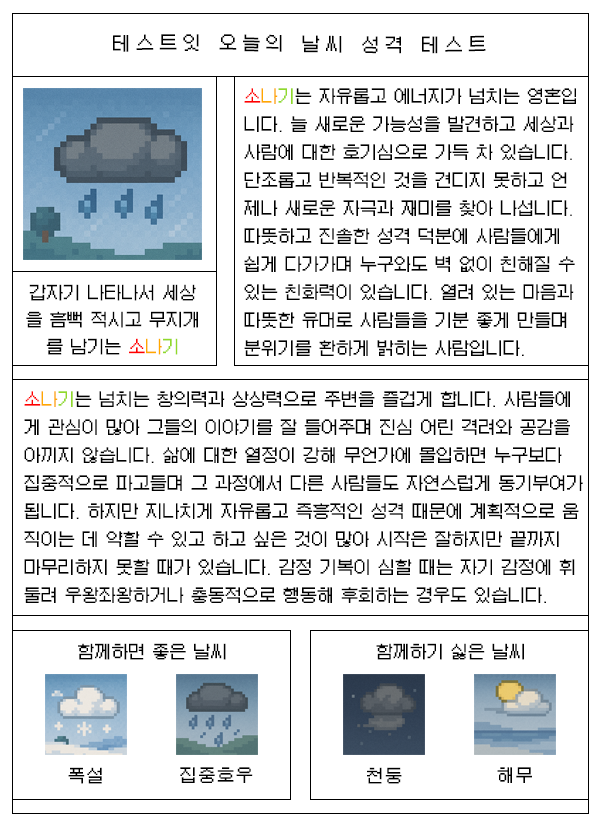 테스트잇 오늘의 날씨 성격 테스트
갑자기 나타나서 세상
을 흠뻑 적시고 무지개
를 남기는 소나기
소나기는 자유롭고 에너지가 넘치는 영혼입
니다. 늘 새로운 가능성을 발견하고 세상과
사람에 대한 호기심으로 가득 차 있습니다.
단조롭고 반복적인 것을 견디지 못하고 언
제나 새로운 자극과 재미를 찾아 나섭니다.
따뜻하고 진솔한 성격 덕분에 사람들에게
쉽게 다가가며 누구와도 벽 없이 친해질 수
있는 친화력이 있습니다. 열려 있는 마음과
따뜻한 유머로 사람들을 기분 좋게 만들며
분위기를 환하게 밝히는 사람입니다.
소나기는 넘치는 창의력과 상상력으로 주변을 즐겁게 합니다. 사람들에
게 관심이 많아 그들의 이야기를 잘 들어주며 진심 어린 격려와 공감을
아끼지 않습니다. 삶에 대한 열정이 강해 무언가에 몰입하면 누구보다
집중적으로 파고들며 그 과정에서 다른 사람들도 자연스럽게 동기부여가
됩니다. 하지만 지나치게 자유롭고 즉흥적인 성격 때문에 계획적으로 움
직이는 데 약할 수 있고 하고 싶은 것이 많아 시작은 잘하지만 끝까지
마무리하지 못할 때가 있습니다. 감정 기복이 심할 때는 자기 감정에 휘
둘려 우왕좌왕하거나 충동적으로 행동해 후회하는 경우도 있습니다.
함께하면 좋은 날씨
폭설
집중호우
함께하기 싫은 날씨
천둥
해무